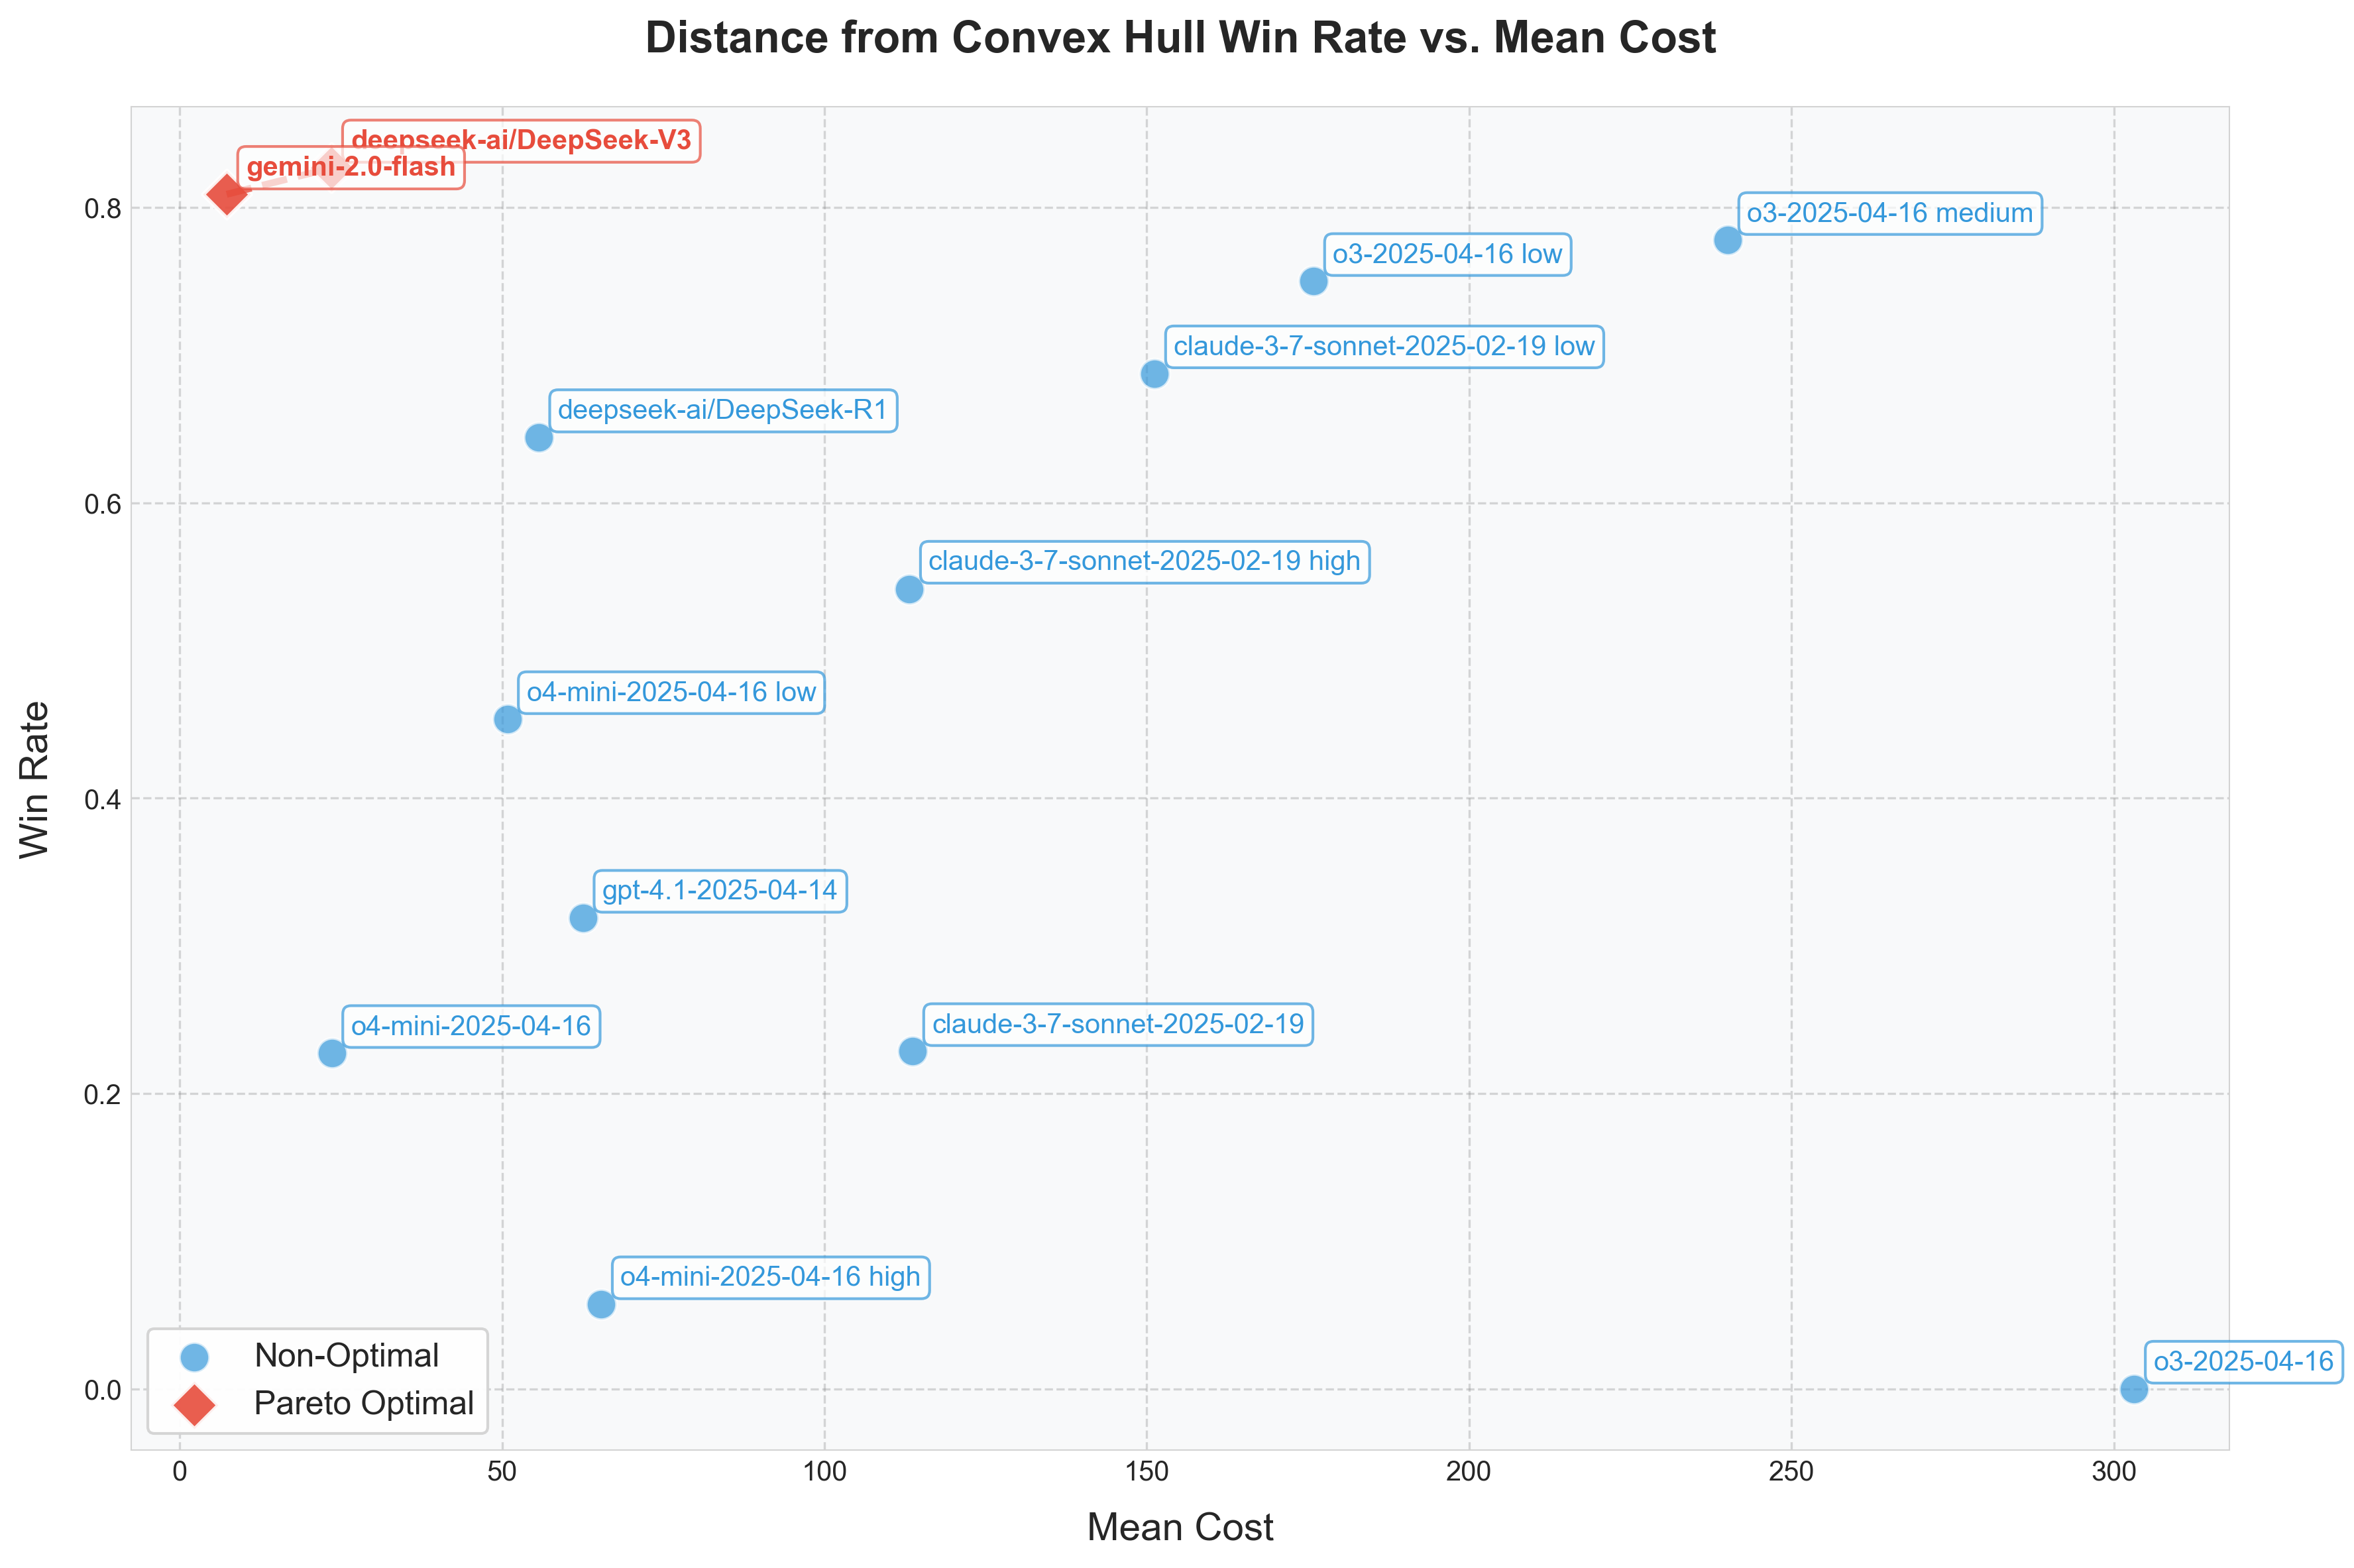 Distance from Convex Hull Win Rate vs. Mean Cost
deepseek-ai/DeepSeek-V3
gemini-2.0-flash
o3-2025-04-16 medium
o3-2025-04-16 low
claude-3-7-sonnet-2025-02-19 low
deepseek-ai/DeepSeek-R1
claude-3-7-sonnet-2025-02-19 high
o4-mini-2025-04-16 low
gpt-4.1-2025-04-14
o4-mini-2025-04-16
claude-3-7-sonnet-2025-02-19
o4-mini-2025-04-16 high
o3-2025-04-16
Win Rate
0.8
0.6
0.4
0.2
0.0
Non-Optimal
Pareto Optimal
0 50 100 150 200 250 300
Mean Cost